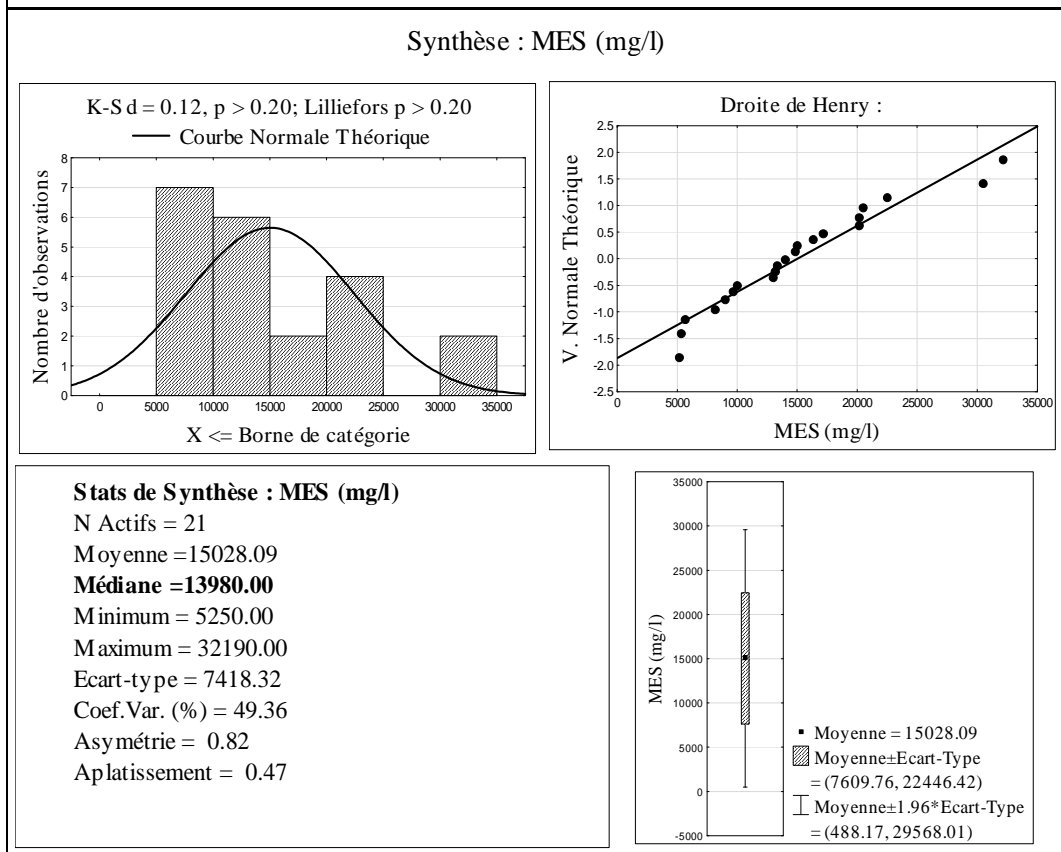 Synthèse : MES (mg/l)
K-S d = 0.12, p > 0.20; Lilliefors p > 0.20
Courbe Normale Théorique
8
7
6
5
4
3
2
1
0
Nombre d'observations
0 5000 10000 15000 20000 25000 30000 35000
X <= Borne de catégorie
Droite de Henry :
2.5
2.0
1.5
1.0
0.5
0.0
-0.5
-1.0
-1.5
-2.0
-2.5
V. Normale Théorique
0 5000 10000 15000 20000 25000 30000 35000
MES (mg/l)
Stats de Synthèse : MES (mg/l)
N Actifs = 21
Moyenne =15028.09
Médiane =13980.00
Minimum = 5250.00
Maximum = 32190.00
Ecart-type = 7418.32
Coef.Var. (%) = 49.36
Asymétrie = 0.82
Aplatissement = 0.47
35000
30000
25000
20000
15000
10000
5000
0
-5000
MES (mg/l)
Moyenne = 15028.09
Moyenne±Ecart-Type
= (7609.76, 22446.42)
Moyenne±1.96*Ecart-Type
= (488.17, 29568.01)